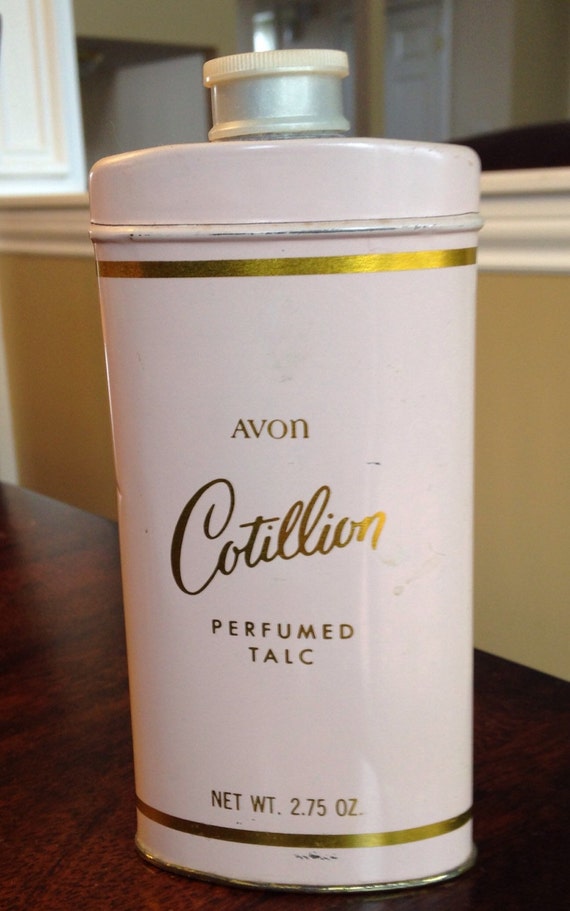 AVON
Cotillion
PERFUMED
TALC
NET WT. 2.75 OZ.